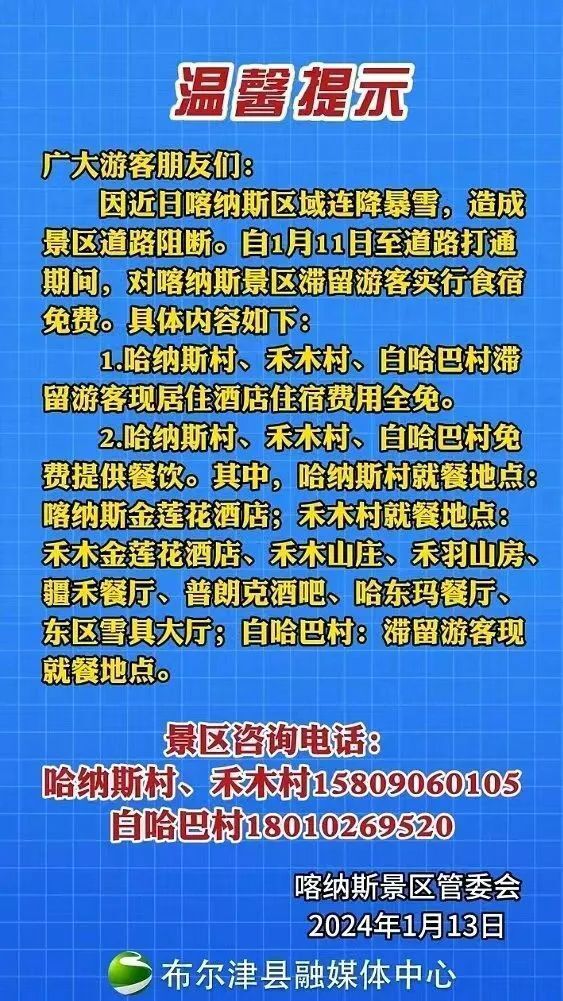 温馨提示
广大游客朋友们：
因近日喀纳斯区域连降暴雪，造成
景区道路阻断。自1月11日至道路打通
期间，对喀纳斯景区滞留游客实行食宿
免费。具体内容如下：
1.哈纳斯村、禾木村、白哈巴村滞
留游客现居住酒店住宿费用全免。
2.哈纳斯村、禾木村、白哈巴村免
费提供餐饮。其中，哈纳斯村就餐地点：
喀纳斯金莲花酒店；禾木村就餐地点：
禾木金莲花酒店、禾木山庄、禾羽山房、
疆禾餐厅、普朗克酒吧、哈东玛餐厅、
东区雪具大厅；白哈巴村：滞留游客现
就餐地点。
景区咨询电话：
哈纳斯村、禾木村15809060105
白哈巴村18010269520
喀纳斯景区管委会
2024年1月13日
布尔津县融媒体中心